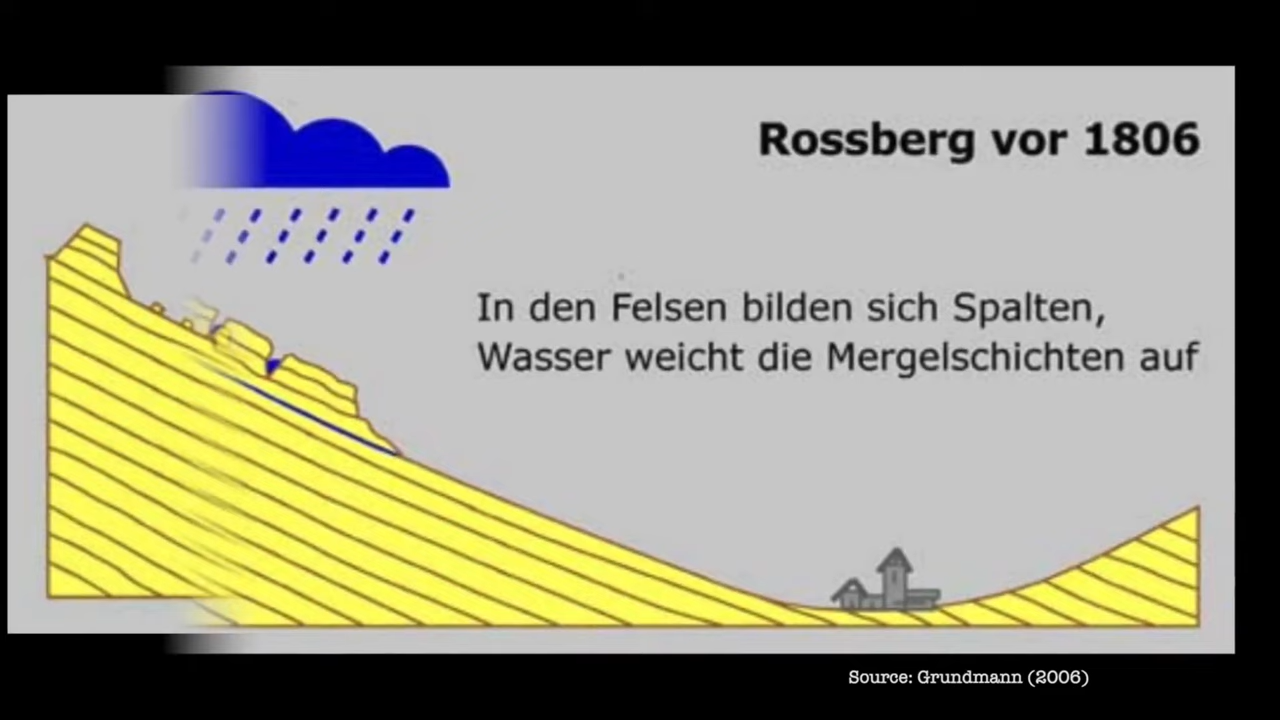 Rossberg vor 1806
In den Felsen bilden sich Spalten,
Wasser weicht die Mergelschichten auf
Source: Grundmann (2006)